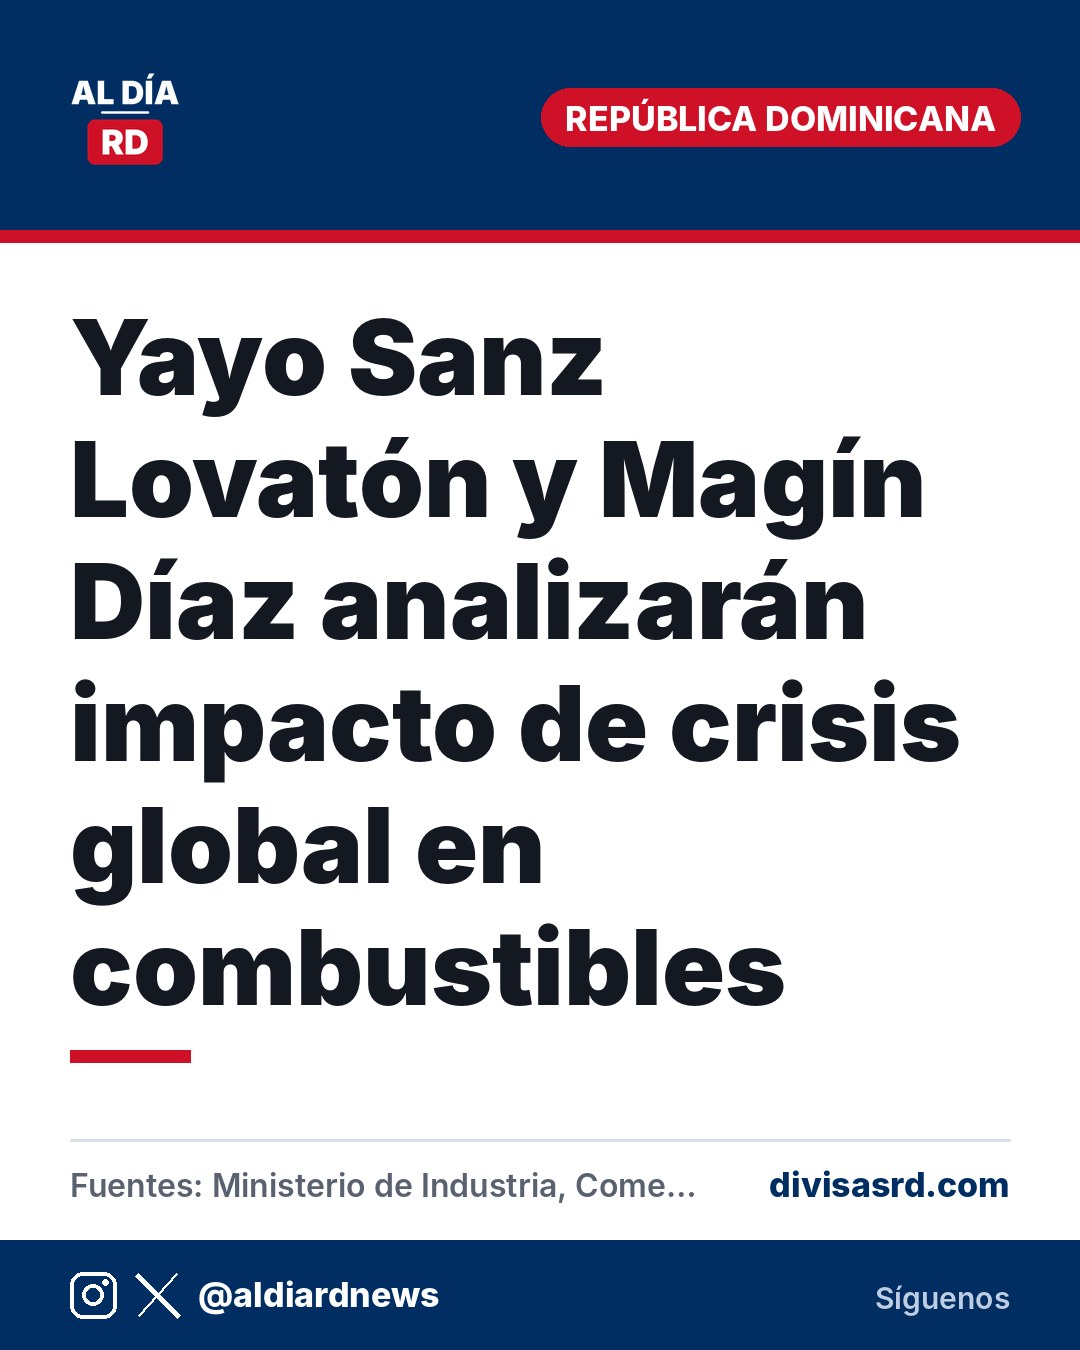 AL DÍA
RD
REPÚBLICA DOMINICANA
Yayo Sanz
Lovatón y Magín
Díaz analizarán
impacto de crisis
global en
combustibles
Fuentes: Ministerio de Industria, Come...
divisasrd.com
@aldiardnews
Síguenos